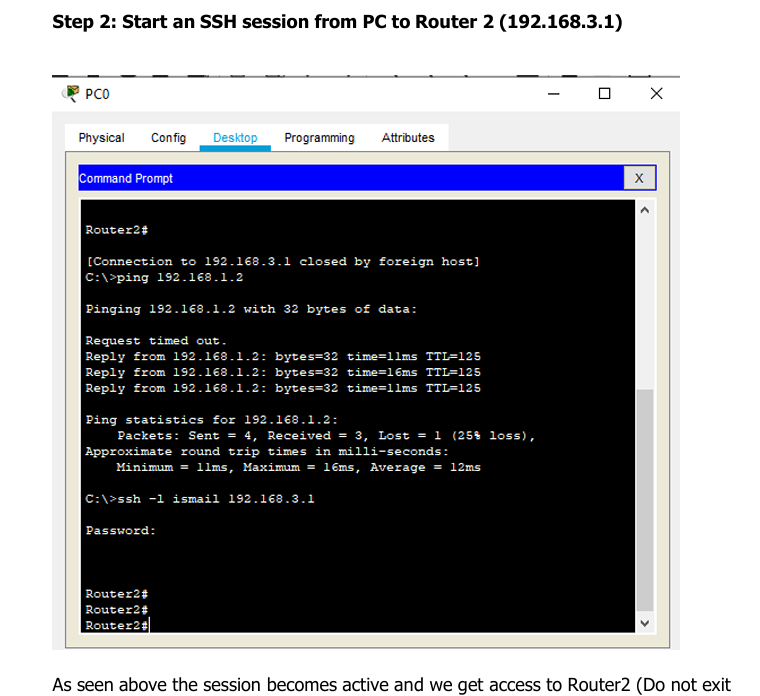 Step 2: Start an SSH session from PC to Router 2 (192.168.3.1)
PC0
Physical Config Desktop Programming Attributes
Command Prompt
X
Router2#
[Connection to 192.168.3.1 closed by foreign host]
C:\>ping 192.168.1.2
Pinging 192.168.1.2 with 32 bytes of data:
Request timed out.
Reply from 192.168.1.2: bytes=32 time=11ms TTL=125
Reply from 192.168.1.2: bytes=32 time=16ms TTL=125
Reply from 192.168.1.2: bytes=32 time=11ms TTL=125
Ping statistics for 192.168.1.2:
Packets: Sent = 4, Received = 3, Lost = 1 (25% loss),
Approximate round trip times in milli-seconds:
Minimum = 11ms, Maximum = 16ms, Average = 12ms
C:\>ssh -l ismail 192.168.3.1
Password:
Router2#
Router2#
Router2#
As seen above the session becomes active and we get access to Router2 (Do not exit